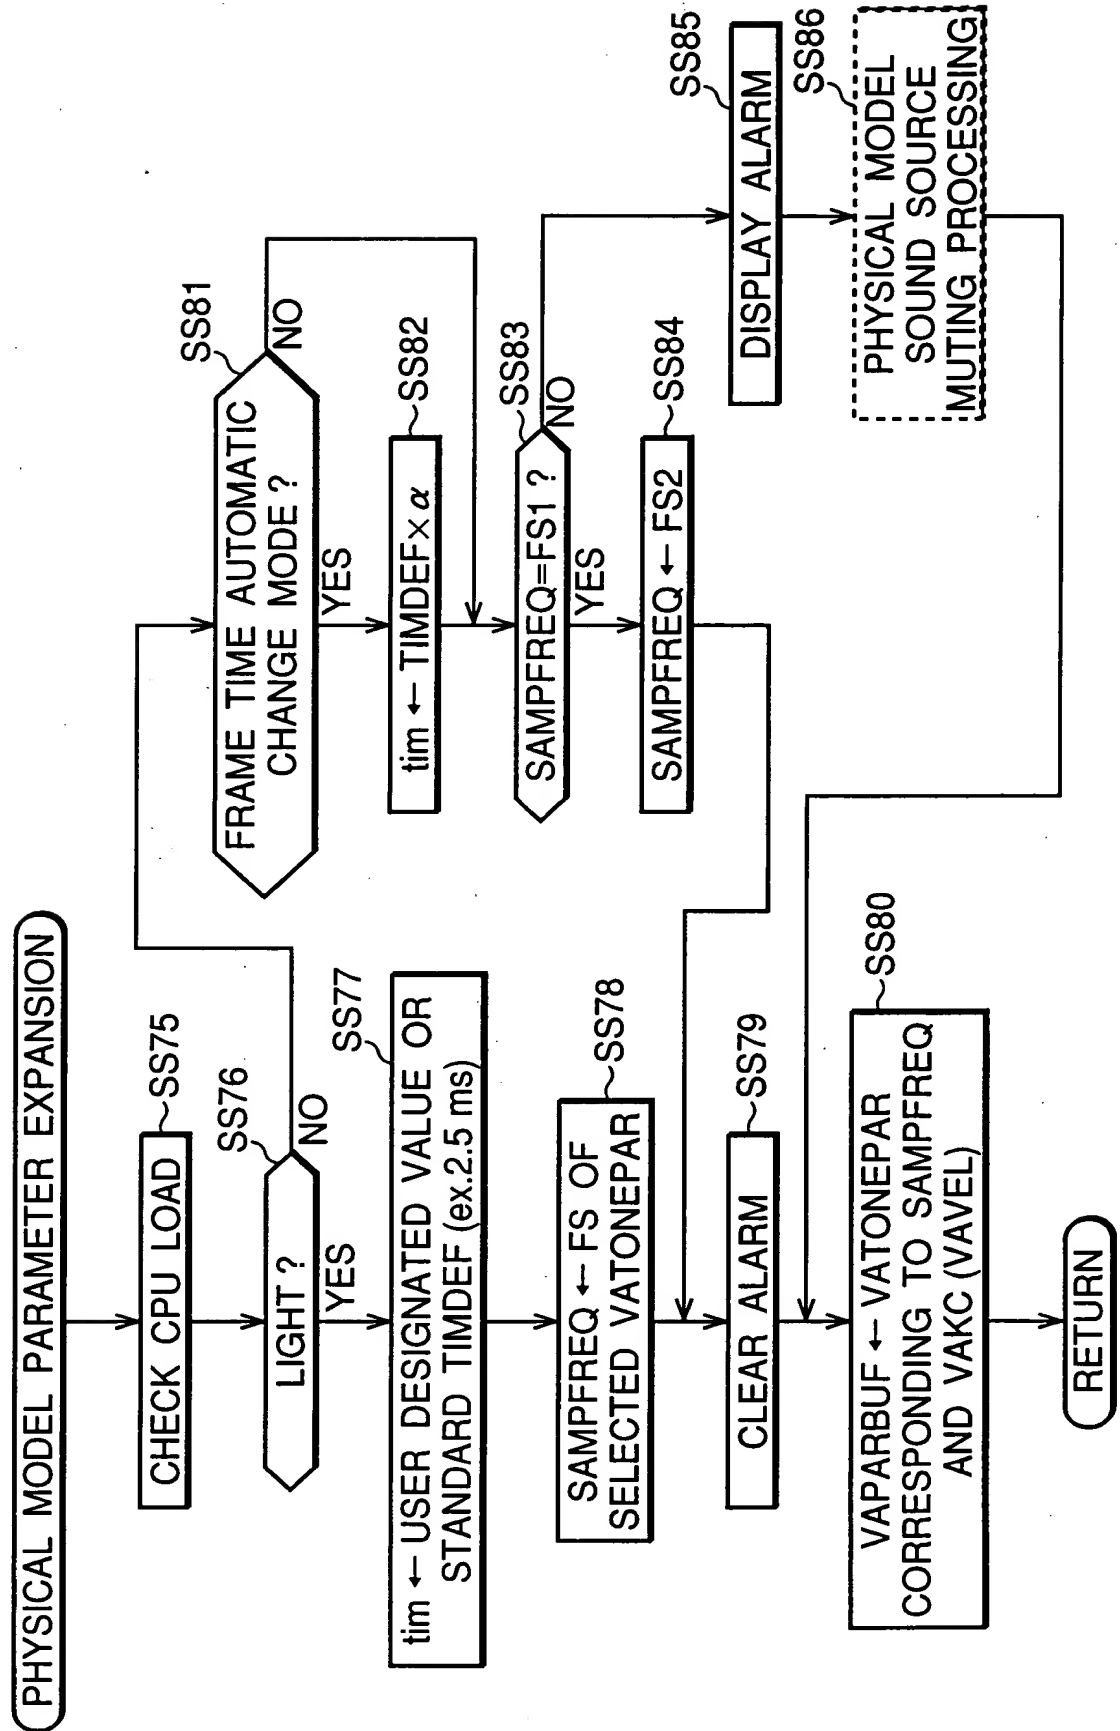 PHYSICAL MODEL PARAMETER EXPANSION
CHECK CPU LOAD
SS75
LIGHT ?
SS76
NO
YES
tim ← USER DESIGNATED VALUE OR
STANDARD TIMDEF (ex.2.5 ms)
SS77
SAMPFREQ ← FS OF
SELECTED VATONEPAR
SS78
CLEAR ALARM
SS79
VAPARBUF ← VATONEPAR
CORRESPONDING TO SAMPFREQ
AND VAKC (VAVEL)
SS80
RETURN
FRAME TIME AUTOMATIC
CHANGE MODE ?
SS81
NO
YES
tim ← TIMDEF×α
SS82
SAMPFREQ=FS1 ?
SS83
NO
YES
SAMPFREQ ← FS2
SS84
DISPLAY ALARM
SS85
PHYSICAL MODEL
SOUND SOURCE
MUTING PROCESSING
SS86